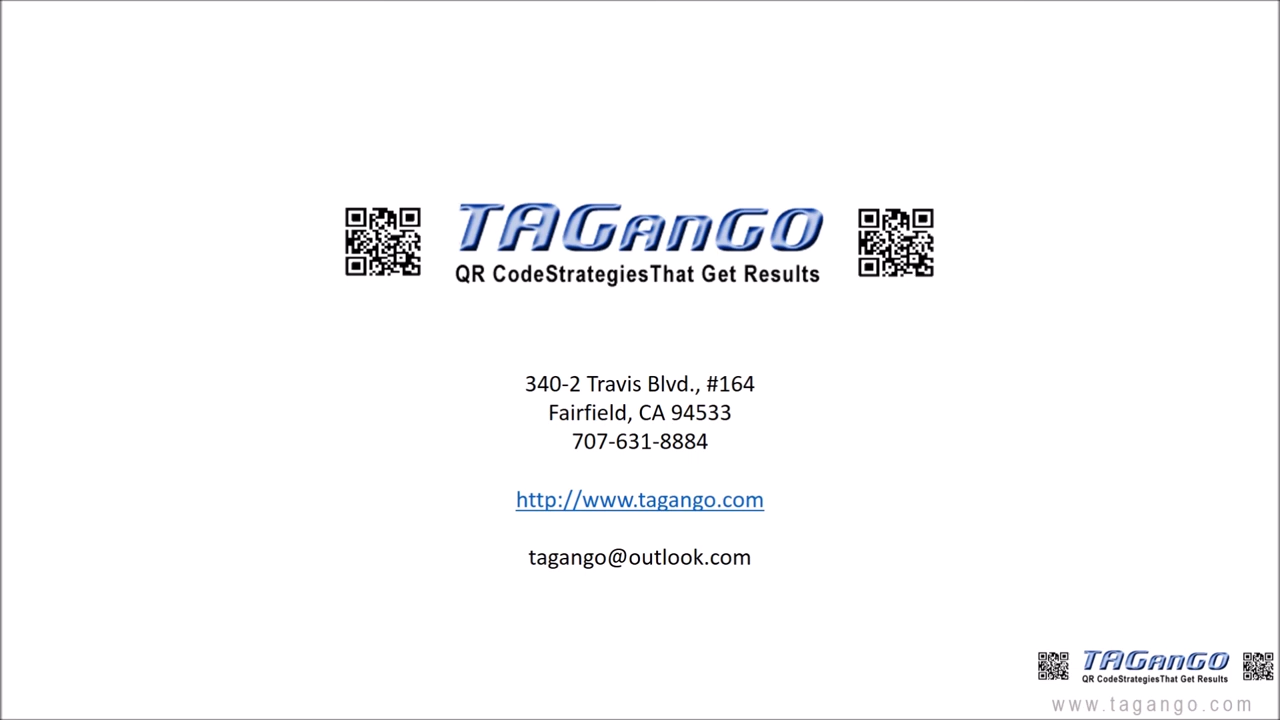 TAGanGO
QR CodeStrategiesThat Get Results
340-2 Travis Blvd., #164
Fairfield, CA 94533
707-631-8884
http://www.tagango.com
tagango@outlook.com
TAGanGO
QR CodeStrategiesThat Get Results
www.tagango.com